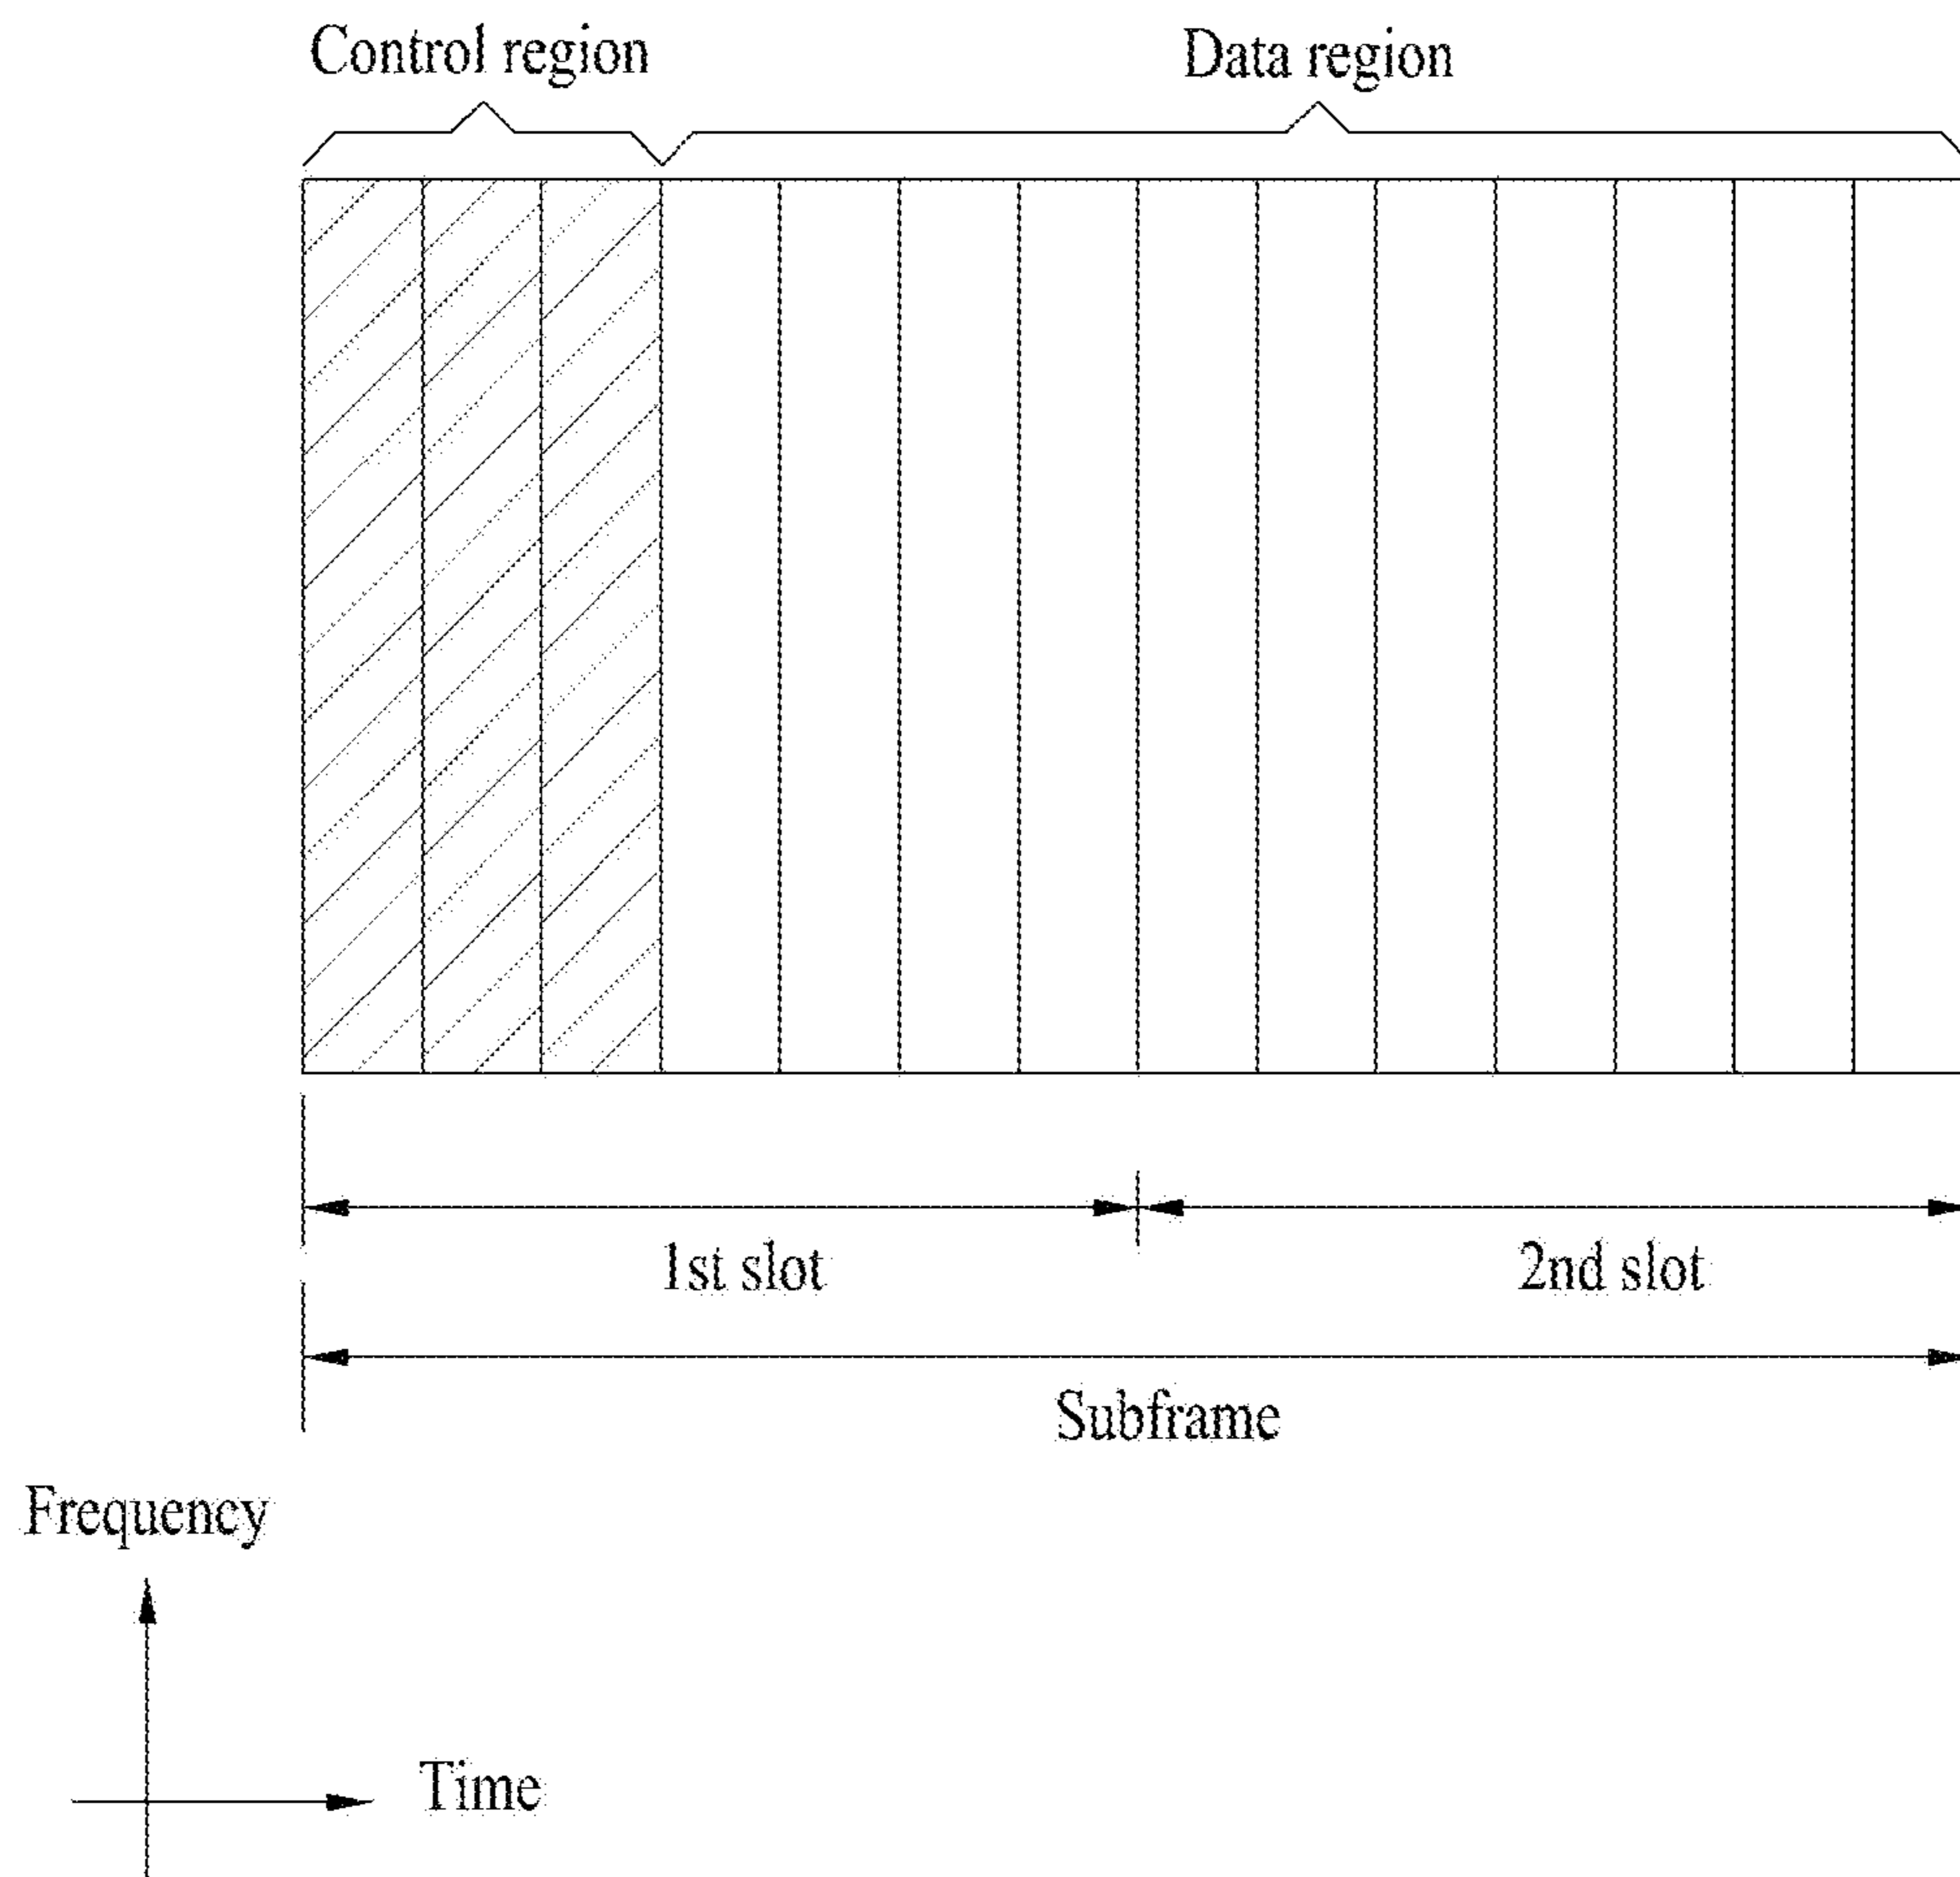 Control region
Data region
1st slot
2nd slot
Subframe
Frequency
Time